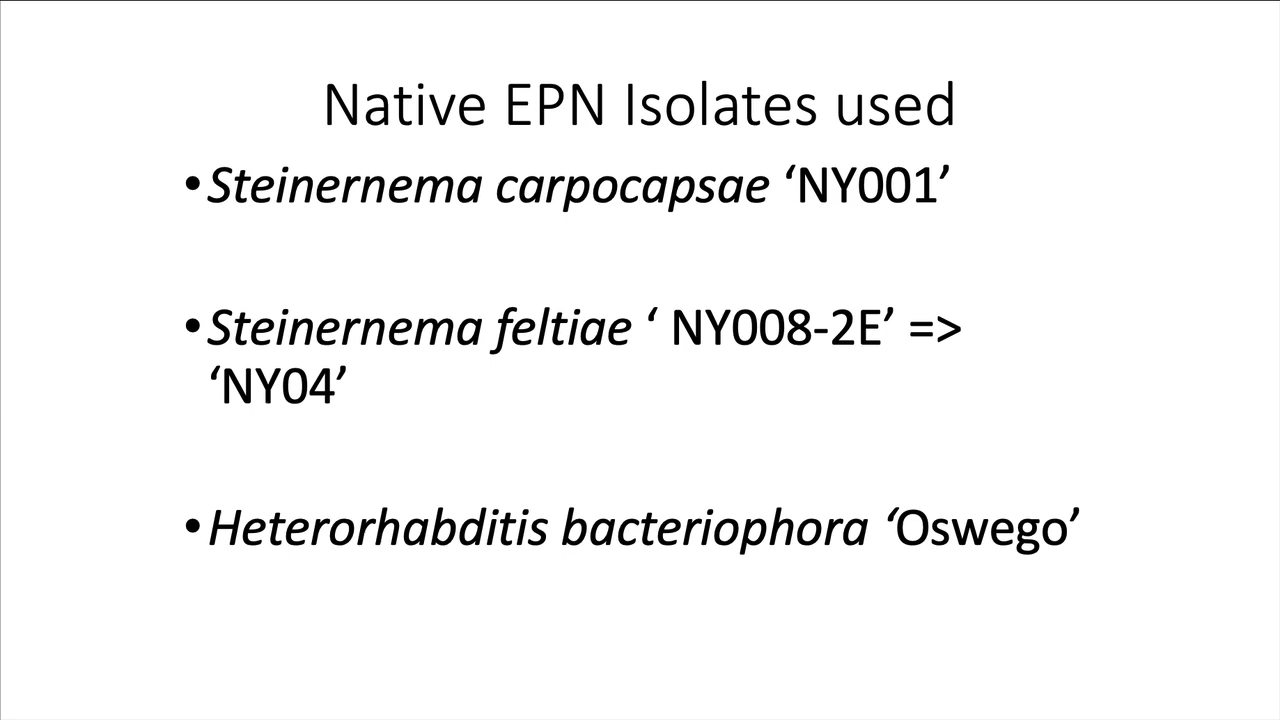 Native EPN Isolates used
•Steinernema carpocapsae ‘NY001’
•Steinernema feltiae ‘ NY008-2E’ =>
‘NY04’
•Heterorhabditis bacteriophora ‘Oswego’